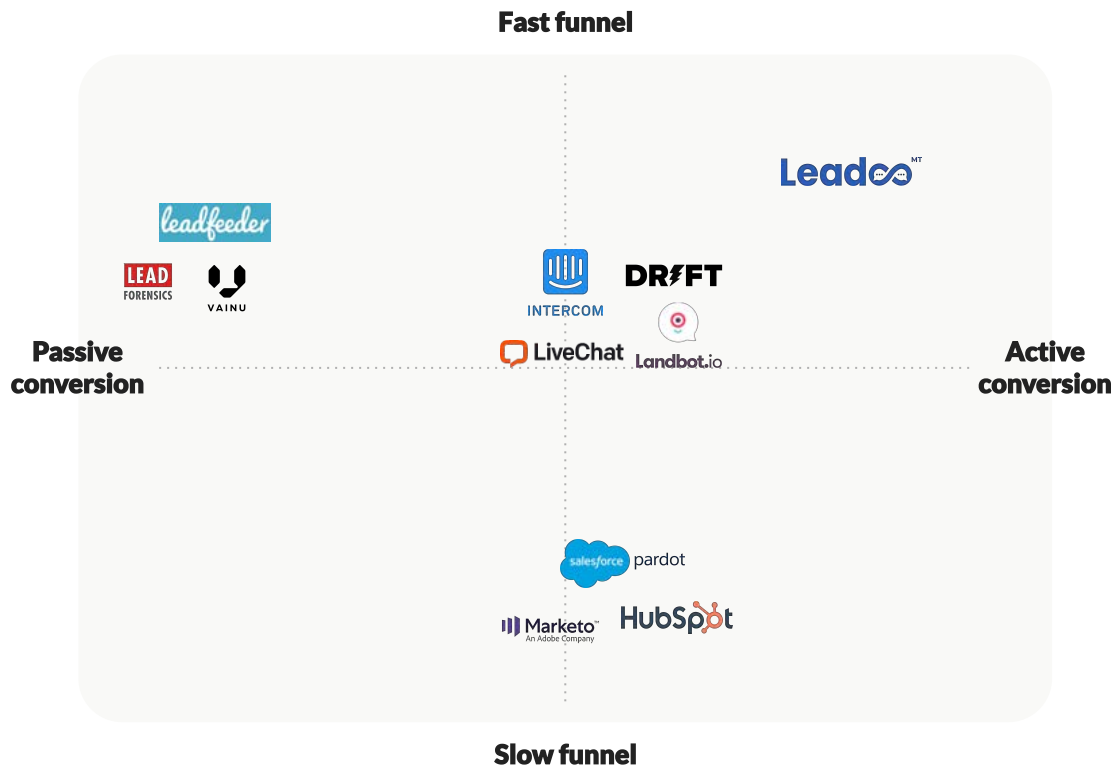 Fast funnel
Leadoo MT
leadfeeder
LEAD
FORENSICS
VAINU
INTERCOM
DRIFT
LiveChat
Landbot.io
Passive
conversion
Active
conversion
salesforce pardot
Marketo™
An Adobe Company
HubSpot
Slow funnel